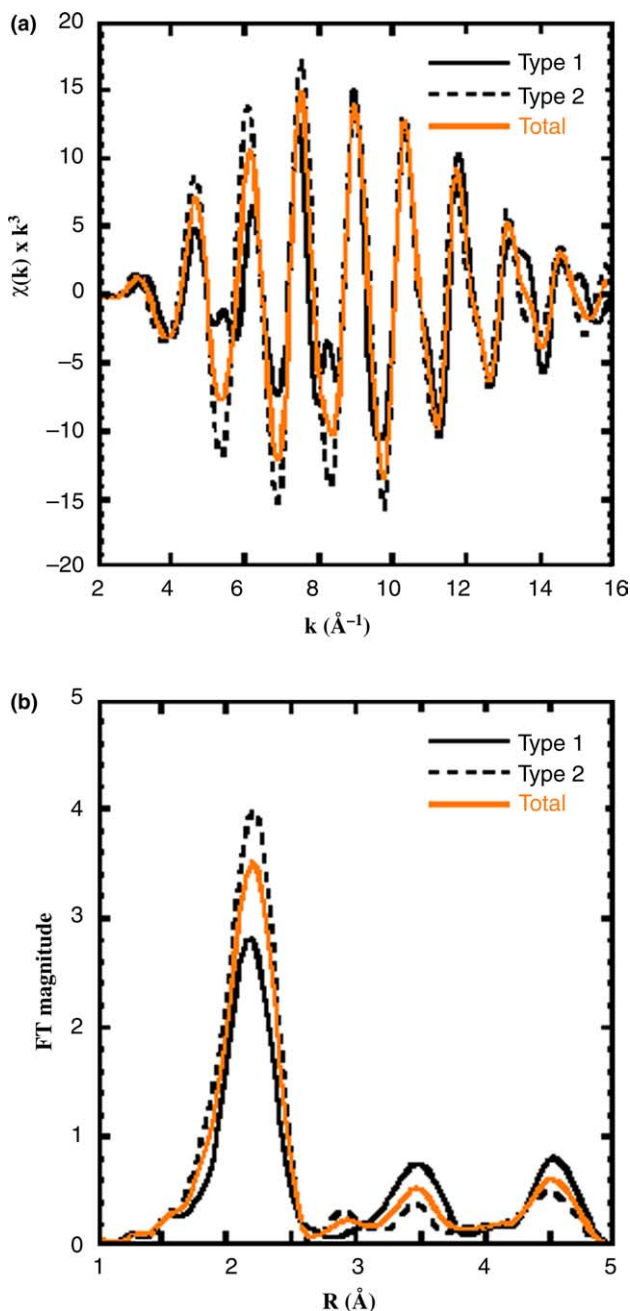 (a)
20
15
10
5
0
−5
−10
−15
−20
χ(k) x k³
Type 1
Type 2
Total
2 4 6 8 10 12 14 16
k (Å⁻¹)
(b)
5
4
3
2
1
0
FT magnitude
Type 1
Type 2
Total
1 2 3 4 5
R (Å)